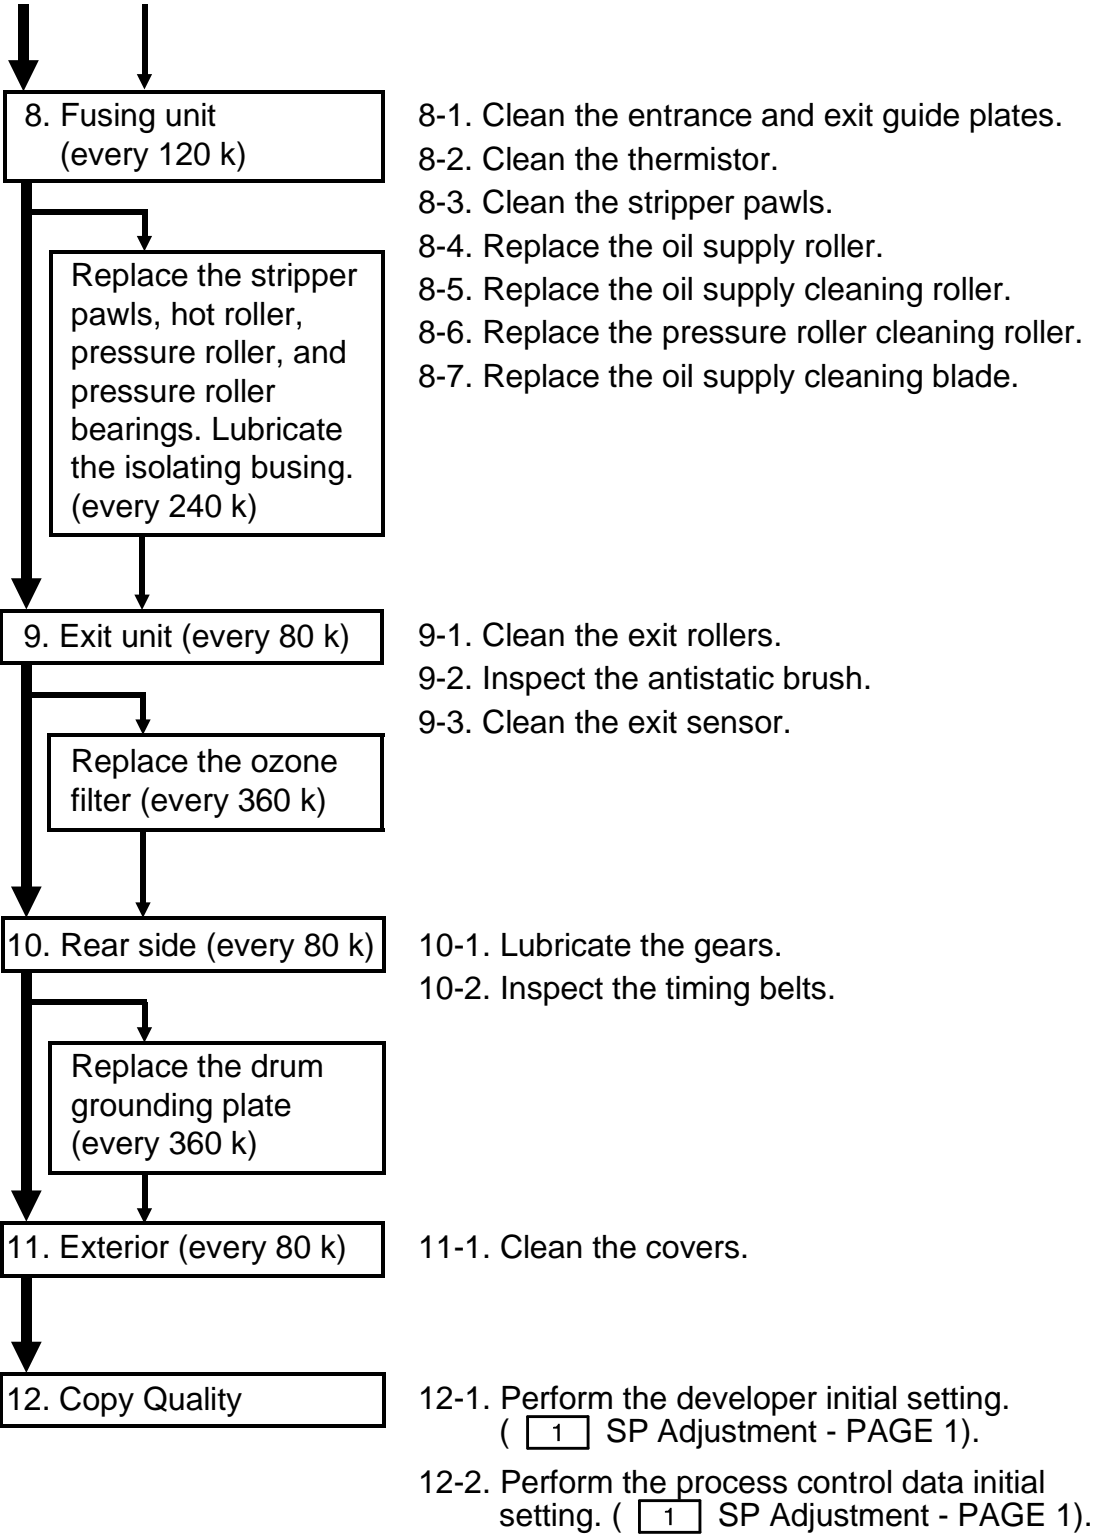 8. Fusing unit
(every 120 k)
8-1. Clean the entrance and exit guide plates.
8-2. Clean the thermistor.
8-3. Clean the stripper pawls.
8-4. Replace the oil supply roller.
8-5. Replace the oil supply cleaning roller.
8-6. Replace the pressure roller cleaning roller.
8-7. Replace the oil supply cleaning blade.
Replace the stripper
pawls, hot roller,
pressure roller, and
pressure roller
bearings. Lubricate
the isolating busing.
(every 240 k)
9. Exit unit (every 80 k)
9-1. Clean the exit rollers.
9-2. Inspect the antistatic brush.
9-3. Clean the exit sensor.
Replace the ozone
filter (every 360 k)
10. Rear side (every 80 k)
10-1. Lubricate the gears.
10-2. Inspect the timing belts.
Replace the drum
grounding plate
(every 360 k)
11. Exterior (every 80 k)
11-1. Clean the covers.
12. Copy Quality
12-1. Perform the developer initial setting.
( 1 SP Adjustment - PAGE 1).
12-2. Perform the process control data initial
setting. ( 1 SP Adjustment - PAGE 1).